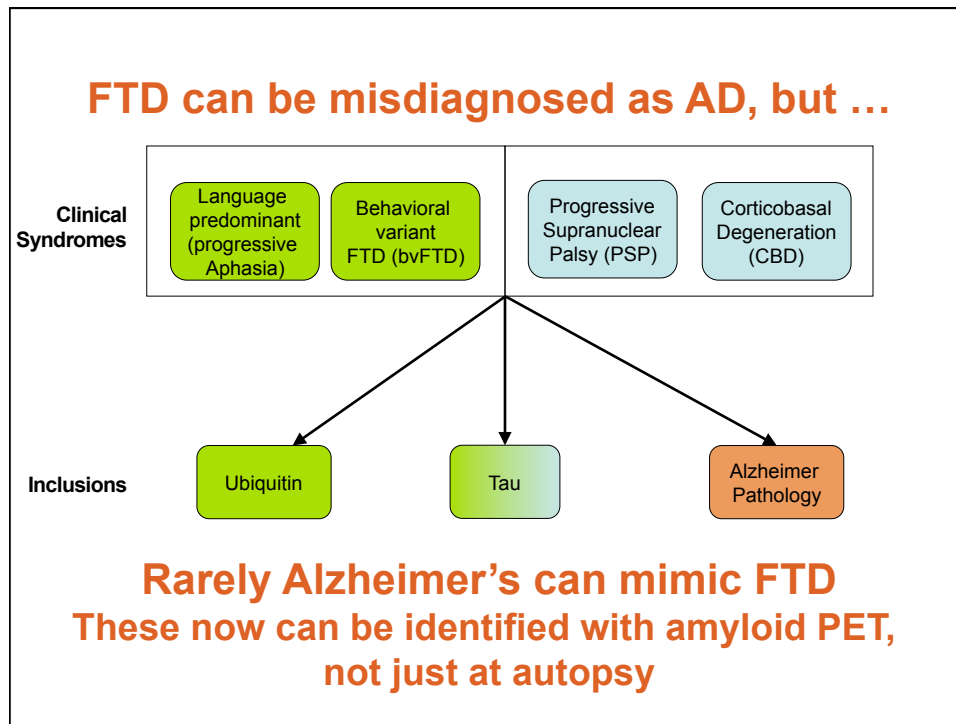 FTD can be misdiagnosed as AD, but …
Clinical
Syndromes
Language
predominant
(progressive
Aphasia)
Behavioral
variant
FTD (bvFTD)
Progressive
Supranuclear
Palsy (PSP)
Corticobasal
Degeneration
(CBD)
Inclusions
Ubiquitin
Tau
Alzheimer
Pathology
Rarely Alzheimer’s can mimic FTD
These now can be identified with amyloid PET,
not just at autopsy